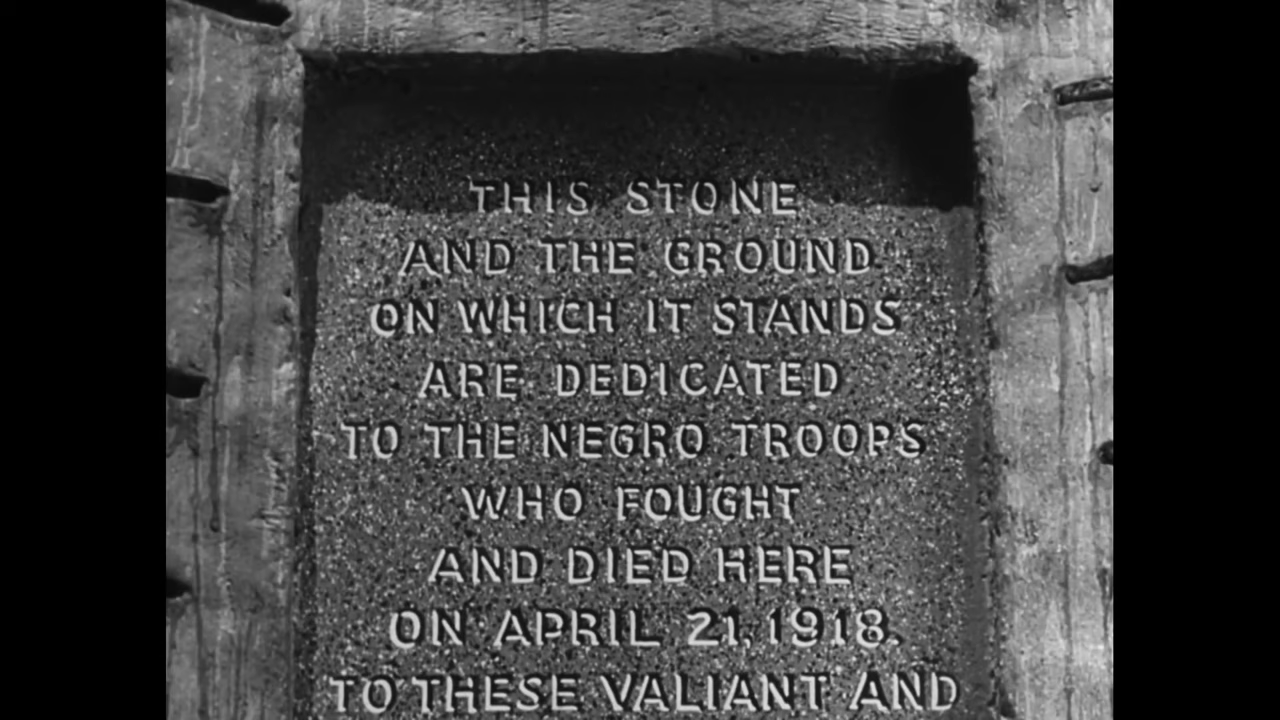 THIS STONE
AND THE GROUND
ON WHICH IT STANDS
ARE DEDICATED
TO THE NEGRO TROOPS
WHO FOUGHT
AND DIED HERE
ON APRIL 21, 1918.
TO THESE VALIANT AND